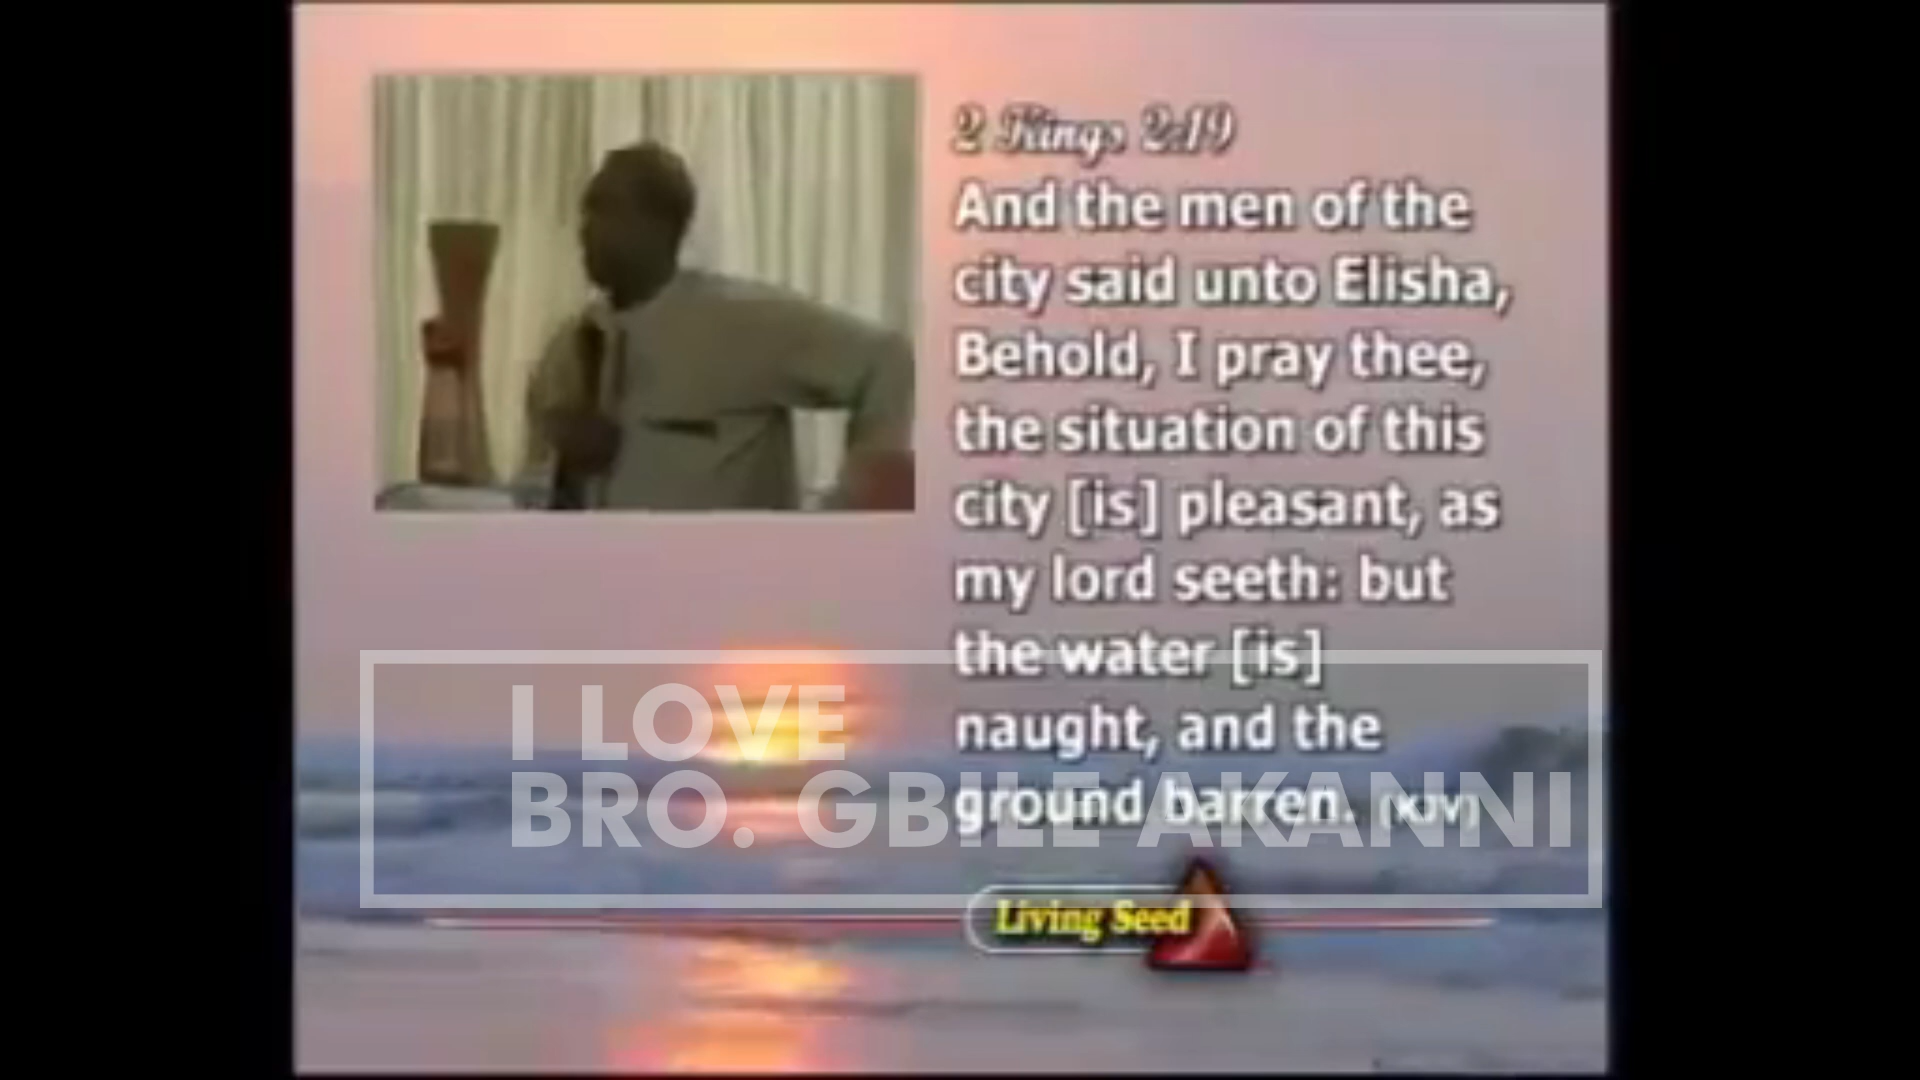 2 Kings 2:19
And the men of the
city said unto Elisha,
Behold, I pray thee,
the situation of this
city [is] pleasant, as
my lord seeth: but
the water [is]
naught, and the
ground barren. (KJV)
I LOVE
BRO. GBILE AKANNI
Living Seed